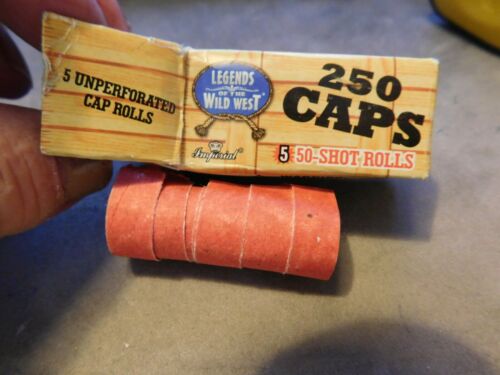 5 UNPERFORATED
CAP ROLLS
LEGENDS
OF THE
WILD WEST
Imperial
250
CAPS
5 50-SHOT ROLLS